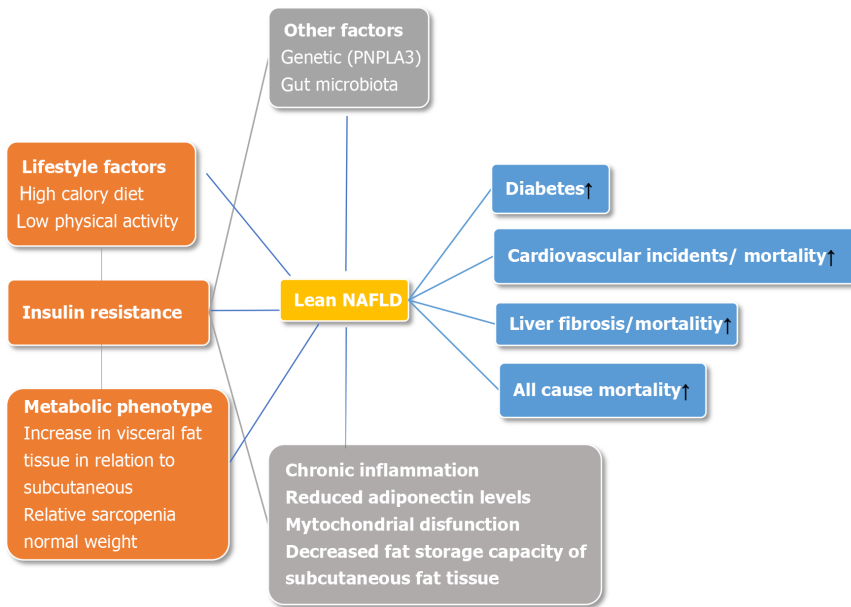 Other factors
Genetic (PNPLA3)
Gut microbiota
Lifestyle factors
High calory diet
Low physical activity
Insulin resistance
Metabolic phenotype
Increase in visceral fat
tissue in relation to
subcutaneous
Relative sarcopenia
normal weight
Lean NAFLD
Diabetes↑
Cardiovascular incidents/ mortality↑
Liver fibrosis/mortalitiy↑
All cause mortality↑
Chronic inflammation
Reduced adiponectin levels
Mytochondrial disfunction
Decreased fat storage capacity of
subcutaneous fat tissue